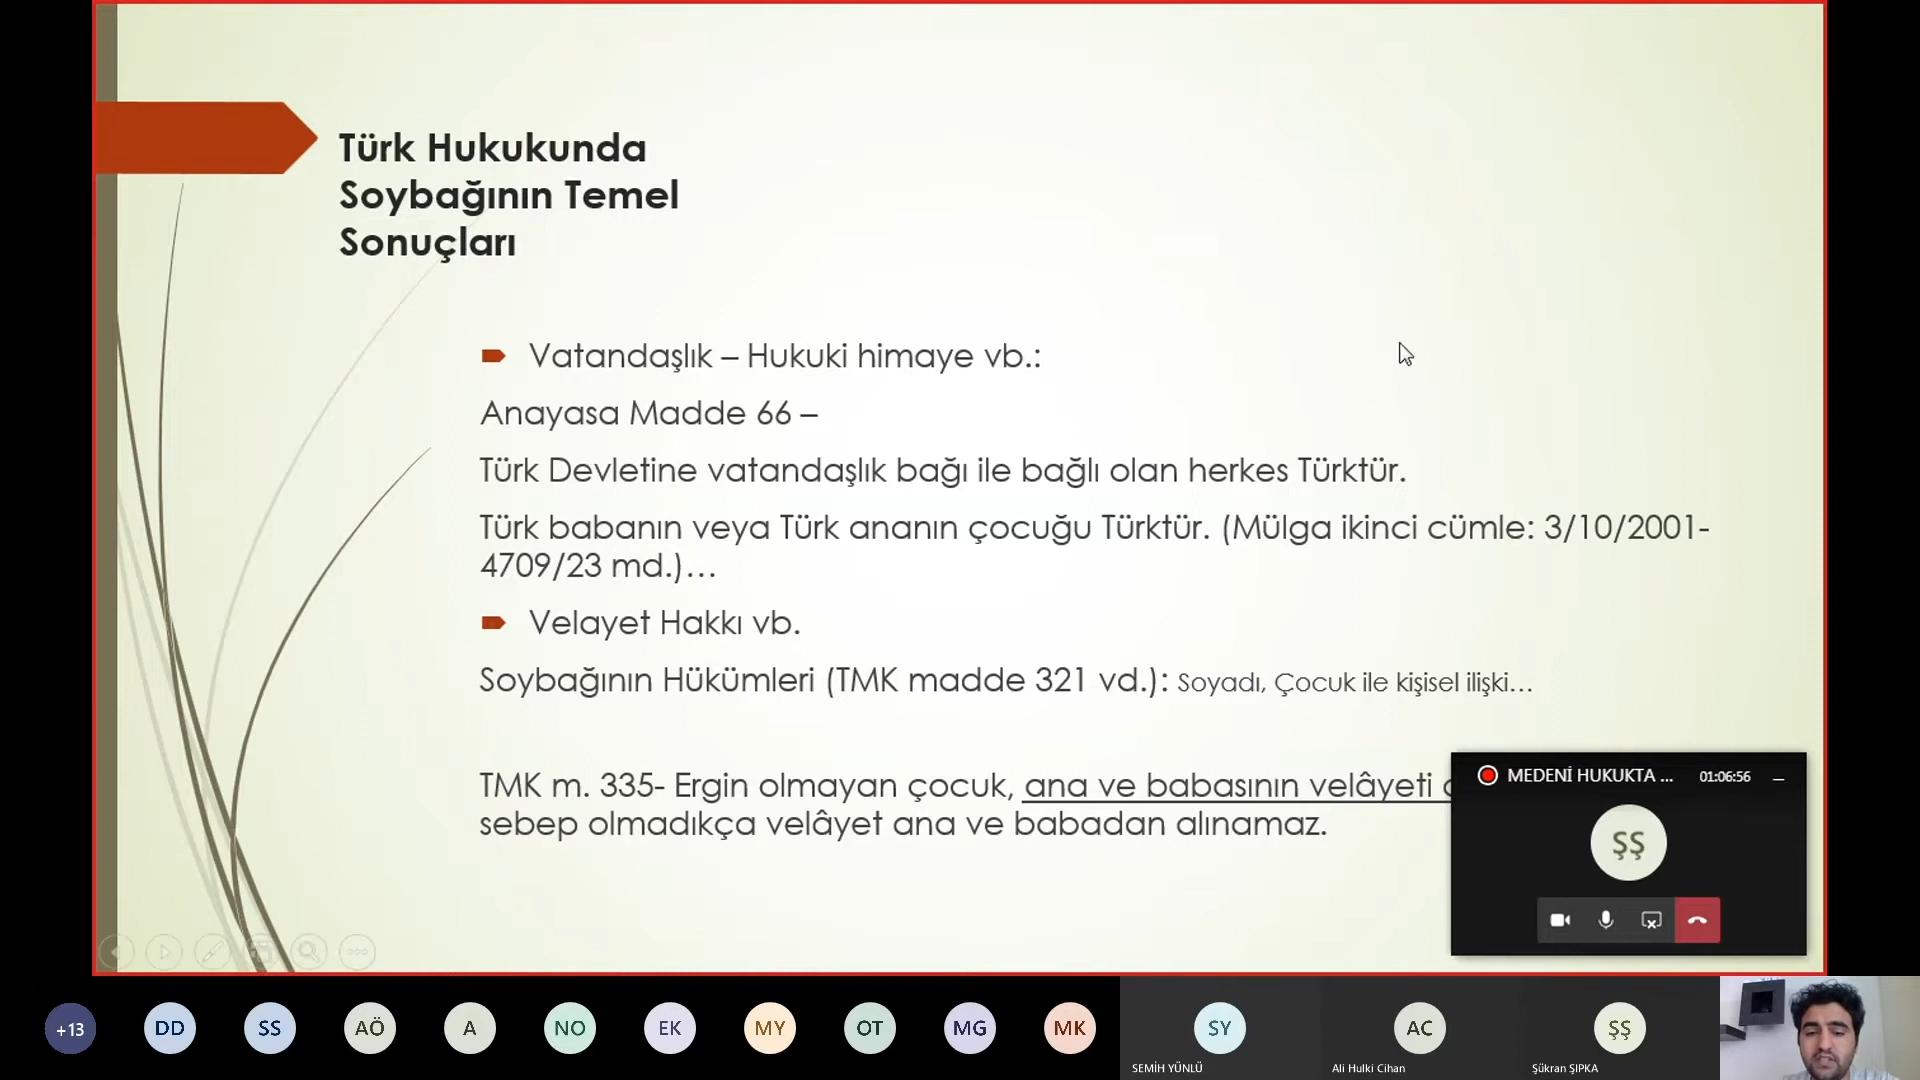 Türk Hukukunda
Soybağının Temel
Sonuçları
Vatandaşlık – Hukuki himaye vb.:
Anayasa Madde 66 –
Türk Devletine vatandaşlık bağı ile bağlı olan herkes Türktür.
Türk babanın veya Türk ananın çocuğu Türktür. (Mülga ikinci cümle: 3/10/2001-
4709/23 md.)…
Velayet Hakkı vb.
Soybağının Hükümleri (TMK madde 321 vd.): Soyadı, Çocuk ile kişisel ilişki…
TMK m. 335- Ergin olmayan çocuk, ana ve babasının velâyeti
sebep olmadıkça velâyet ana ve babadan alınamaz.
MEDENİ HUKUKTA ... 01:06:56
ŞŞ
+13 DD SS AÖ A NO EK MY OT MG MK SY AC ŞŞ
SEMİH YÜNLÜ Ali Hulki Cihan Şükran ŞIPKA